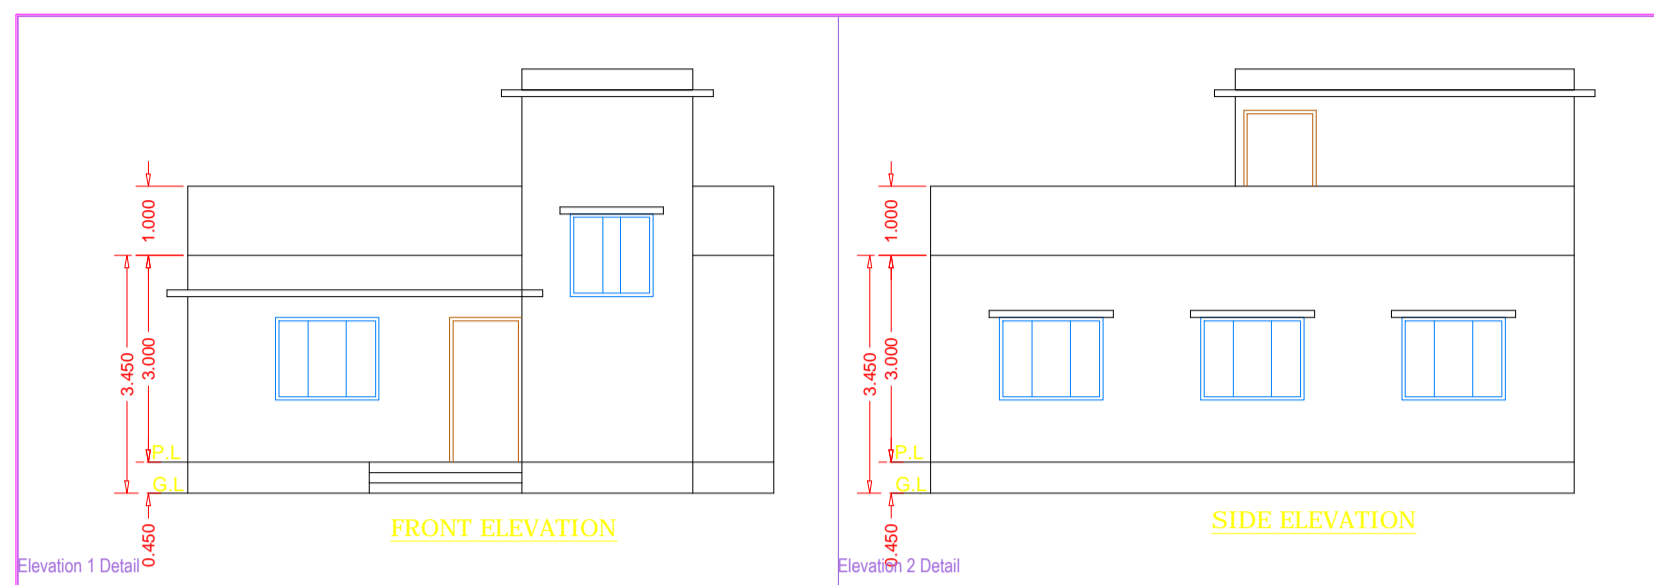 1.000
3.450
3.000
P.L
G.L
0.450
FRONT ELEVATION
Elevation 1 Detail
1.000
3.450
3.000
P.L
G.L
0.450
SIDE ELEVATION
Elevation 2 Detail